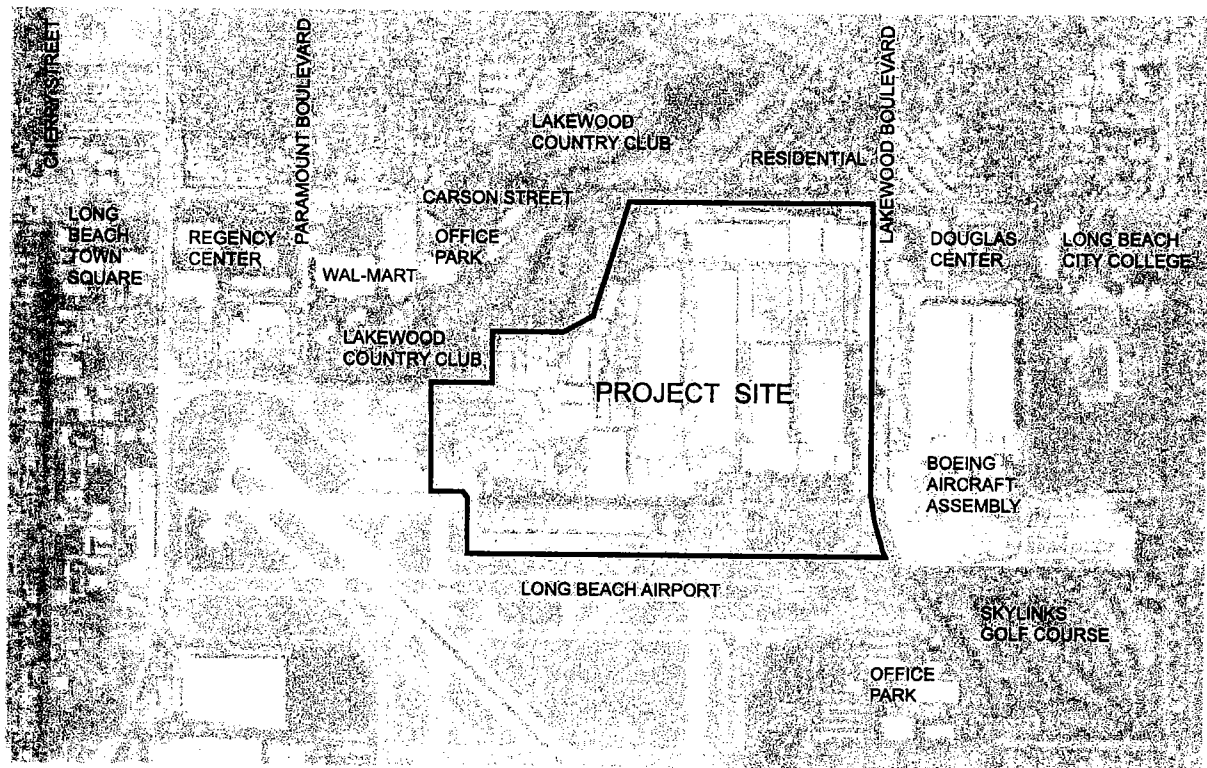 CHERRY STREET
PARAMOUNT BOULEVARD
LAKEWOOD BOULEVARD
LAKEWOOD
COUNTRY CLUB
RESIDENTIAL
CARSON STREET
LONG
BEACH
TOWN
SQUARE
REGENCY
CENTER
OFFICE
PARK
WAL-MART
DOUGLAS
CENTER
LONG BEACH
CITY COLLEGE
LAKEWOOD
COUNTRY CLUB
PROJECT SITE
BOEING
AIRCRAFT
ASSEMBLY
LONG BEACH AIRPORT
SKYLINKS
GOLF COURSE
OFFICE
PARK